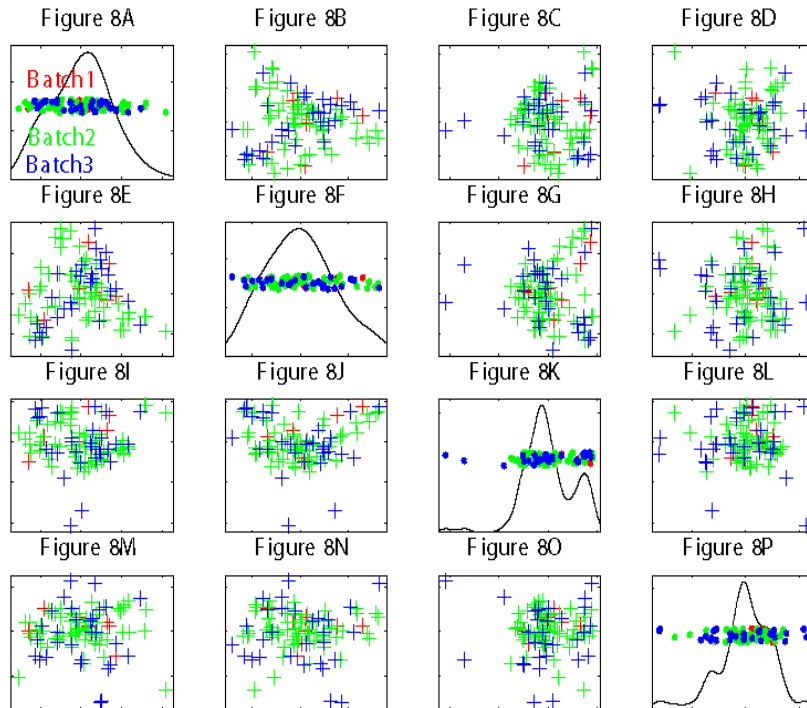 Figure 8A
Figure 8B
Figure 8C
Figure 8D
Batch1
Batch2
Batch3
Figure 8E
Figure 8F
Figure 8G
Figure 8H
Figure 8I
Figure 8J
Figure 8K
Figure 8L
Figure 8M
Figure 8N
Figure 8O
Figure 8P